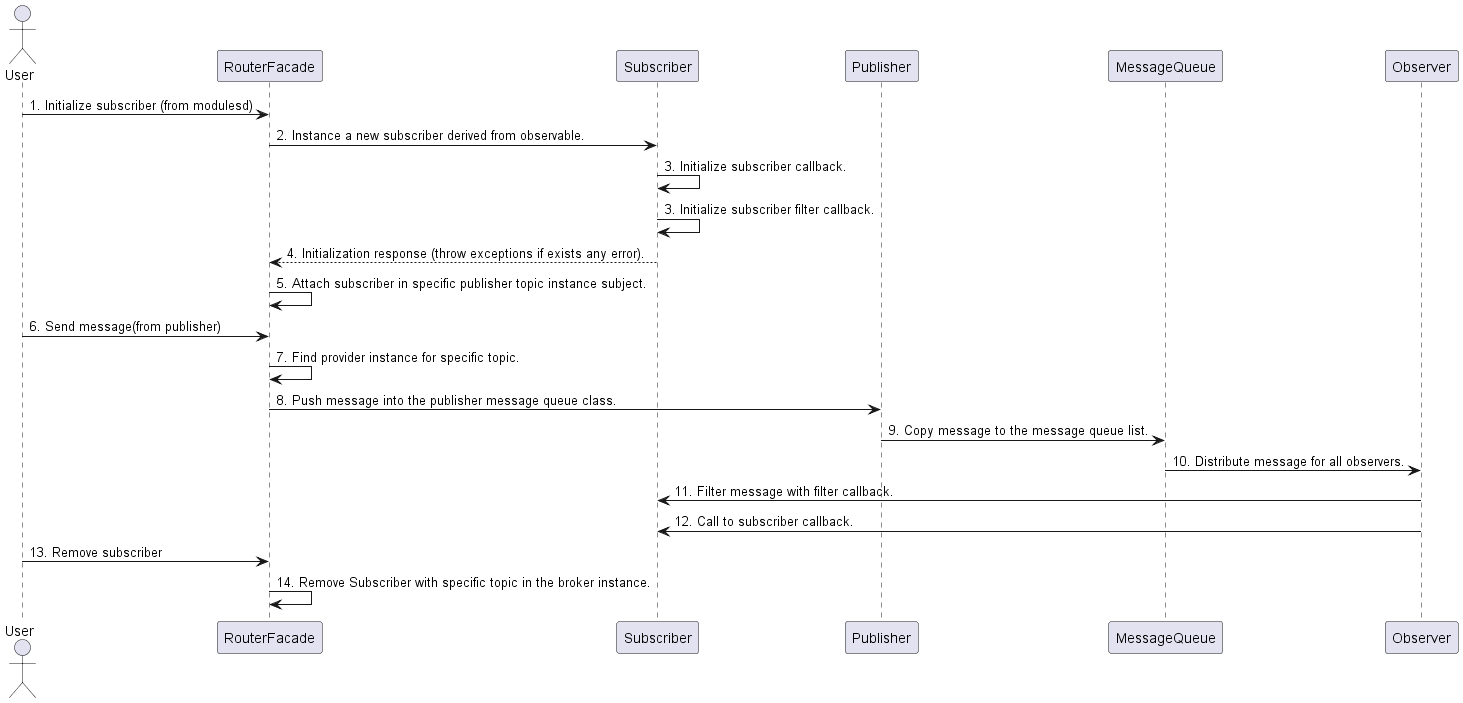 User
RouterFacade
Subscriber
Publisher
MessageQueue
Observer
1. Initialize subscriber (from modulesd)
2. Instance a new subscriber derived from observable.
3. Initialize subscriber callback.
3. Initialize subscriber filter callback.
4. Initialization response (throw exceptions if exists any error).
5. Attach subscriber in specific publisher topic instance subject.
6. Send message(from publisher)
7. Find provider instance for specific topic.
8. Push message into the publisher message queue class.
9. Copy message to the message queue list.
10. Distribute message for all observers.
11. Filter message with filter callback.
12. Call to subscriber callback.
13. Remove subscriber
14. Remove Subscriber with specific topic in the broker instance.
User
RouterFacade
Subscriber
Publisher
MessageQueue
Observer